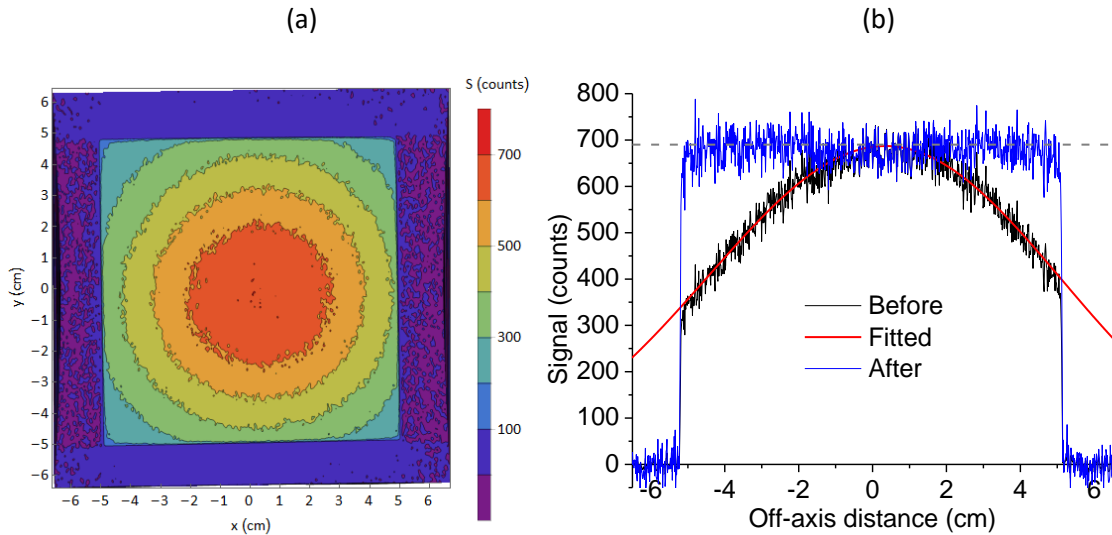 (a)
(b)
S (counts)
700
500
300
100
6
5
4
3
2
1
0
−1
−2
−3
−4
−5
−6
y (cm)
−6 −5 −4 −3 −2 −1 0 1 2 3 4 5 6
x (cm)
800
700
600
500
400
300
200
100
0
Signal (counts)
Before
Fitted
After
-6 -4 -2 0 2 4 6
Off-axis distance (cm)